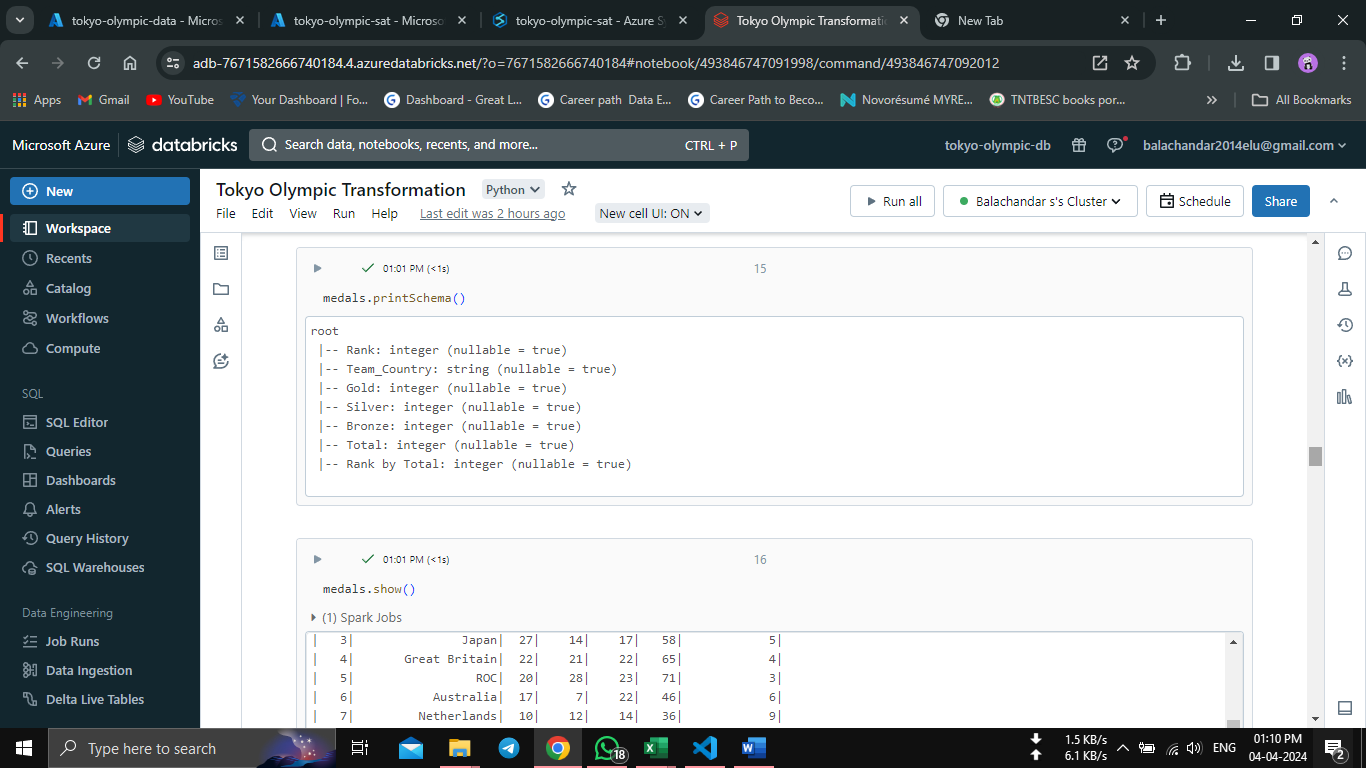 tokyo-olympic-data - Micros
tokyo-olympic-sat - Microso
tokyo-olympic-sat - Azure Sy
Tokyo Olympic Transformati
New Tab
adb-7671582666740184.4.azuredatabricks.net/?o=7671582666740184#notebook/493846747091998/command/493846747092012
Apps
Gmail
YouTube
Your Dashboard | Fo...
Dashboard - Great L...
Career path Data E...
Career Path to Beco...
Novorésumé MYRE...
TNTBESC books por...
All Bookmarks
Microsoft Azure
databricks
Search data, notebooks, recents, and more...
CTRL + P
tokyo-olympic-db
balachandar2014elu@gmail.com
New
Workspace
Recents
Catalog
Workflows
Compute
SQL
SQL Editor
Queries
Dashboards
Alerts
Query History
SQL Warehouses
Data Engineering
Job Runs
Data Ingestion
Delta Live Tables
Tokyo Olympic Transformation
Python
File Edit View Run Help Last edit was 2 hours ago New cell UI: ON
Run all
Balachandar s's Cluster
Schedule
Share
01:01 PM (<1s)
15
medals.printSchema()
root
|-- Rank: integer (nullable = true)
|-- Team_Country: string (nullable = true)
|-- Gold: integer (nullable = true)
|-- Silver: integer (nullable = true)
|-- Bronze: integer (nullable = true)
|-- Total: integer (nullable = true)
|-- Rank by Total: integer (nullable = true)
01:01 PM (<1s)
16
medals.show()
(1) Spark Jobs
| 3| Japan| 27| 14| 17| 58| 5|
| 4| Great Britain| 22| 21| 22| 65| 4|
| 5| ROC| 20| 28| 23| 71| 3|
| 6| Australia| 17| 7| 22| 46| 6|
| 7| Netherlands| 10| 12| 14| 36| 9|
Type here to search
18
1.5 KB/s
6.1 KB/s
ENG
01:10 PM
04-04-2024
2